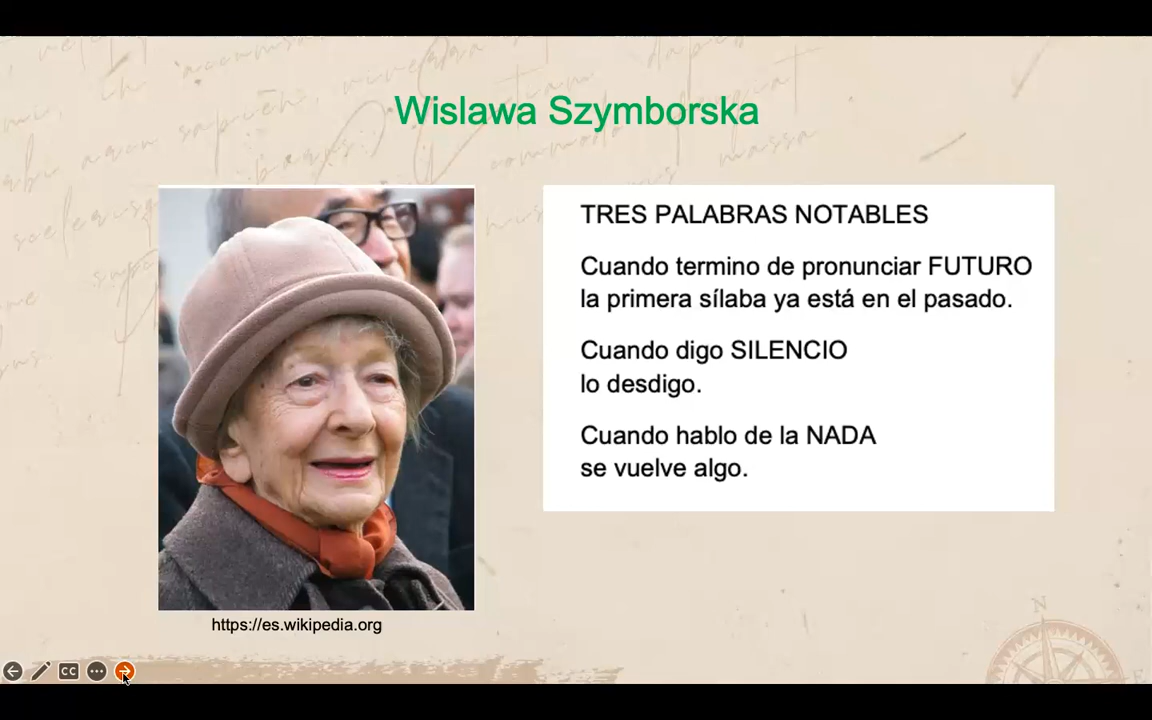 Wislawa Szymborska
TRES PALABRAS NOTABLES
Cuando termino de pronunciar FUTURO
la primera sílaba ya está en el pasado.
Cuando digo SILENCIO
lo desdigo.
Cuando hablo de la NADA
se vuelve algo.
https://es.wikipedia.org
CC
N